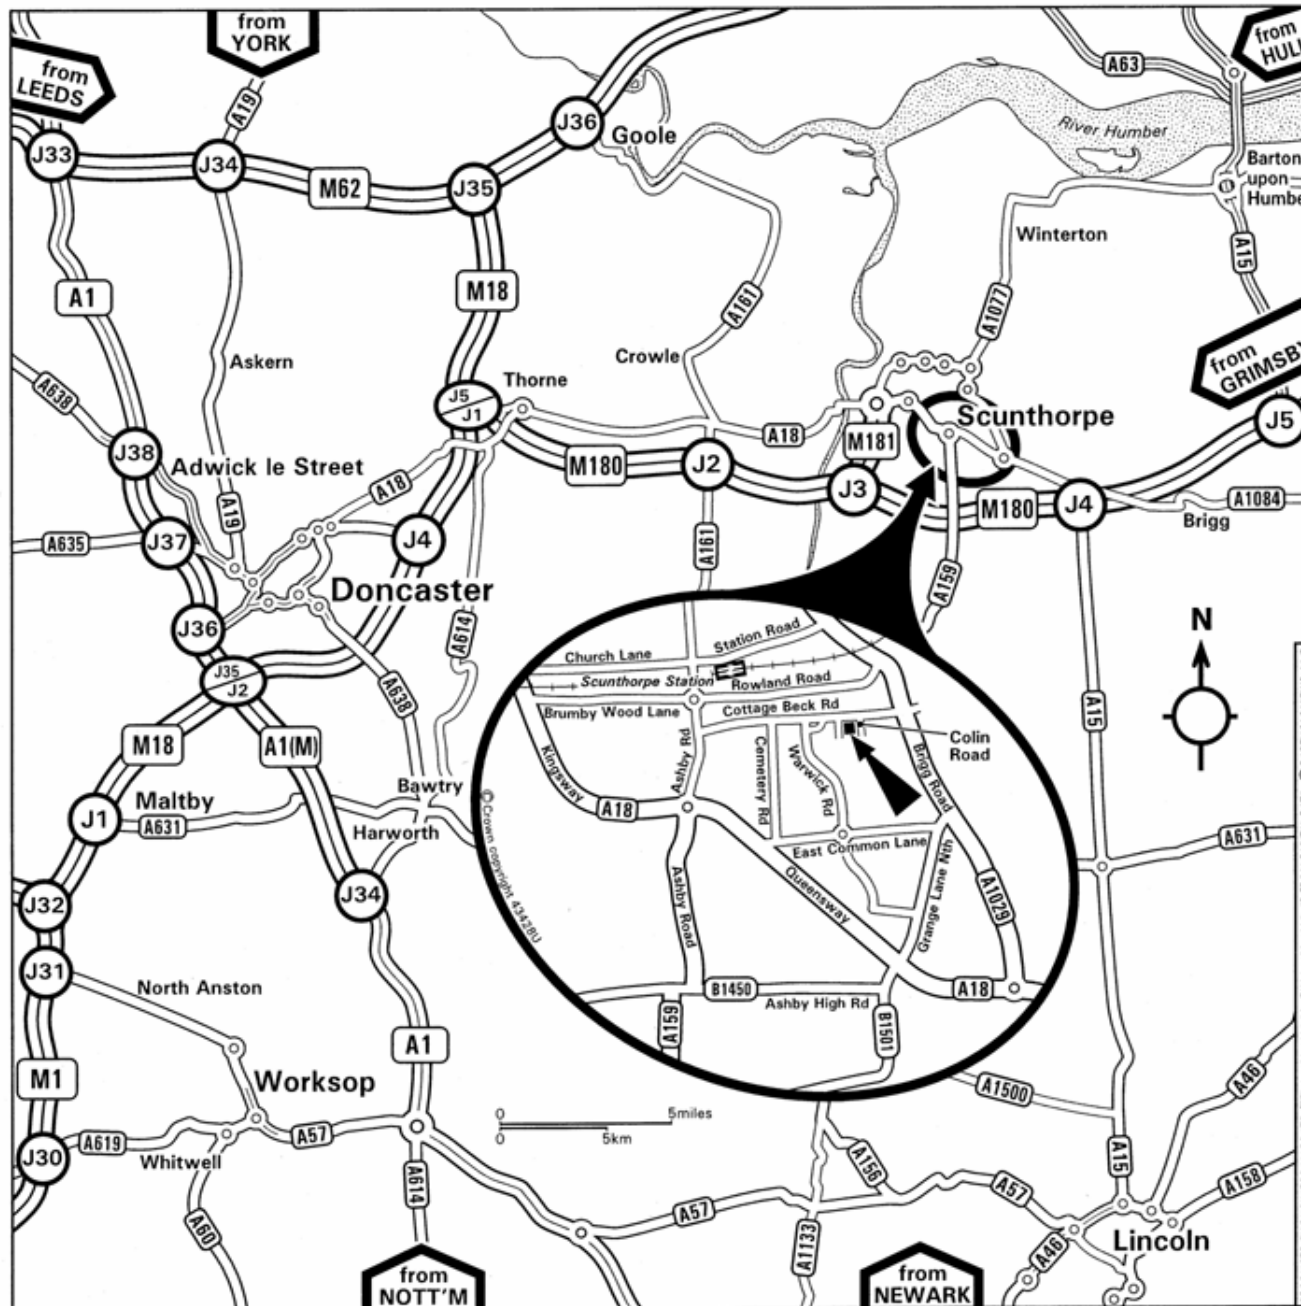 from
YORK
from
LEEDS
from
HULL
A19
A63
J36
Goole
River Humber
J33
J34
M62
J35
Barton
upon
Humbe
Winterton
A15
A1
M18
A161
A1077
from
GRIMSBY
Askern
Crowle
A638
Thorne
J5
J1
Scunthorpe
J5
J38
A18
M181
Adwick le Street
M180
J2
J3
A18
A19
M180
J4
A1084
Brigg
A635
J37
J4
A161
A159
Doncaster
J36
A614
N
Station Road
Church Lane
J35
J2
Scunthorpe Station
Rowland Road
A638
Brumby Wood Lane
Cottage Beck Rd
A15
M18
A1(M)
Colin
Road
Kingsway
Ashby Rd
Cemetery Rd
Warwick Rd
Brigg Road
Bawtry
J1
Maltby
A631
Harworth
A18
A631
© Crown copyright 43428U
East Common Lane
Queensway
Grange Lane Nth
A1029
J32
J34
Ashby Road
J31
North Anston
B1450
Ashby High Rd
A18
A159
B1501
A1
M1
Worksop
A1500
A46
0
5miles
0
5km
A619
A57
J30
Whitwell
A614
A156
A15
A57
A158
A60
A57
A1133
A46
Lincoln
from
NOTT'M
from
NEWARK